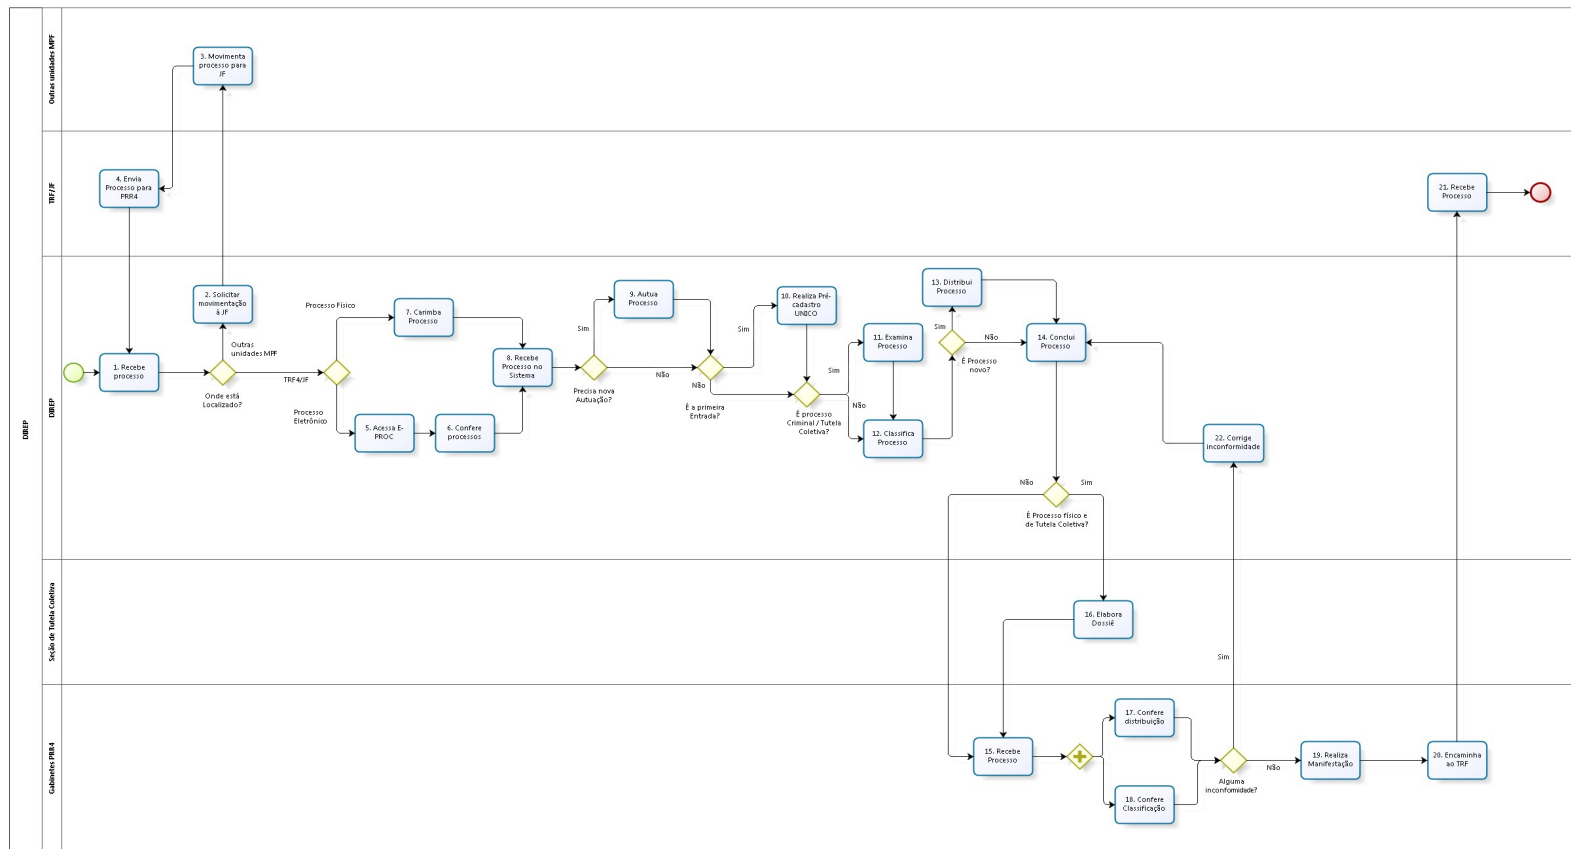 DIREP
Outras unidades MPF
3. Movimenta
processo para
JF
TRF/JF
4. Envia
Processo para
PRR4
21. Recebe
Processo
DIREP
1. Recebe
processo
2. Solicitar
movimentação
à JF
Outras
unidades MPF
Onde está
Localizado?
TRF4/JF
Processo Físico
Processo
Eletrônico
7. Carimba
Processo
5. Acessa E-
PROC
6. Confere
processos
8. Recebe
Processo no
Sistema
Precisa nova
Autuação?
Sim
Não
9. Autua
Processo
É a primeira
Entrada?
Sim
Não
10. Realiza Pré-
cadastro
UNICO
É processo
Criminal / Tutela
Coletiva?
Sim
Não
11. Examina
Processo
12. Classifica
Processo
13. Distribui
Processo
Sim
Não
É Processo
novo?
14. Conclui
Processo
Não
Sim
É Processo físico e
de Tutela Coletiva?
22. Corrige
inconformidade
Seção de Tutela Coletiva
16. Elabora
Dossiê
Sim
Gabinetes PRR4
15. Recebe
Processo
17. Confere
distribuição
18. Confere
Classificação
Alguma
inconfomidade?
Não
19. Realiza
Manifestação
20. Encaminha
ao TRF